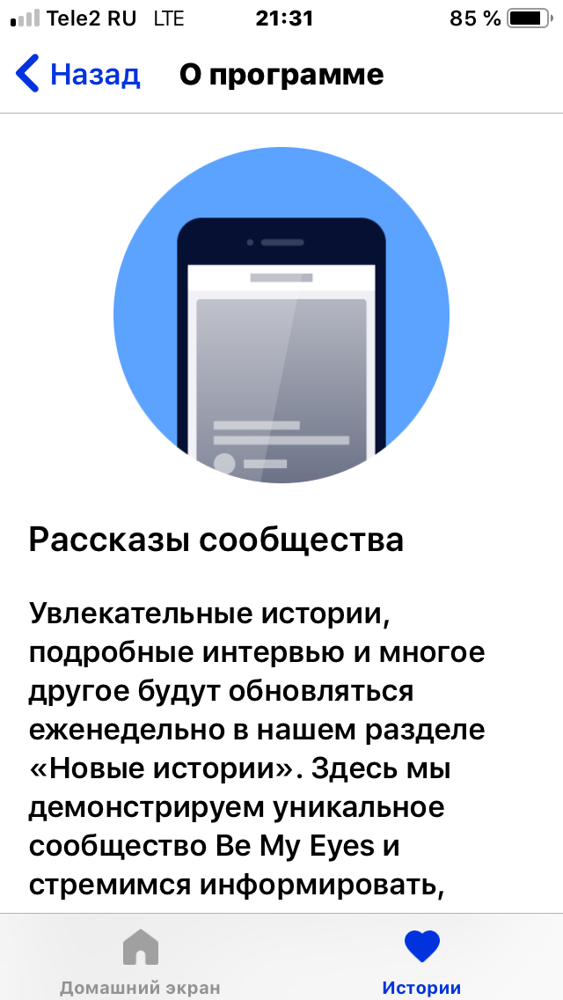 Tele2 RU LTE 21:31 85 %
Назад О программе
Рассказы сообщества
Увлекательные истории,
подробные интервью и многое
другое будут обновляться
еженедельно в нашем разделе
«Новые истории». Здесь мы
демонстрируем уникальное
сообщество Be My Eyes и
стремимся информировать,
Домашний экран Истории